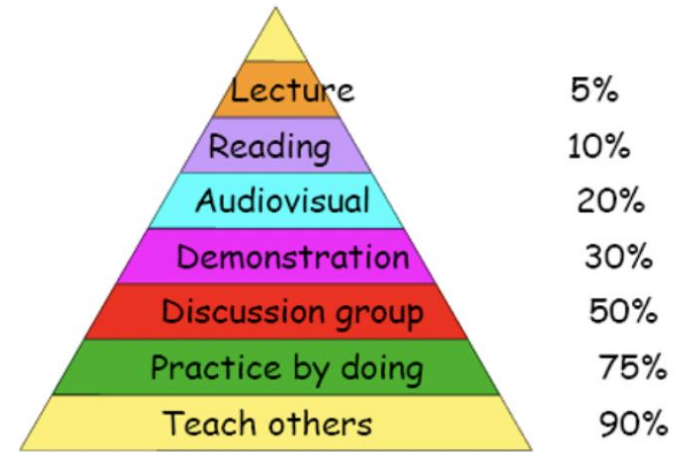 Lecture 5%
Reading 10%
Audiovisual 20%
Demonstration 30%
Discussion group 50%
Practice by doing 75%
Teach others 90%